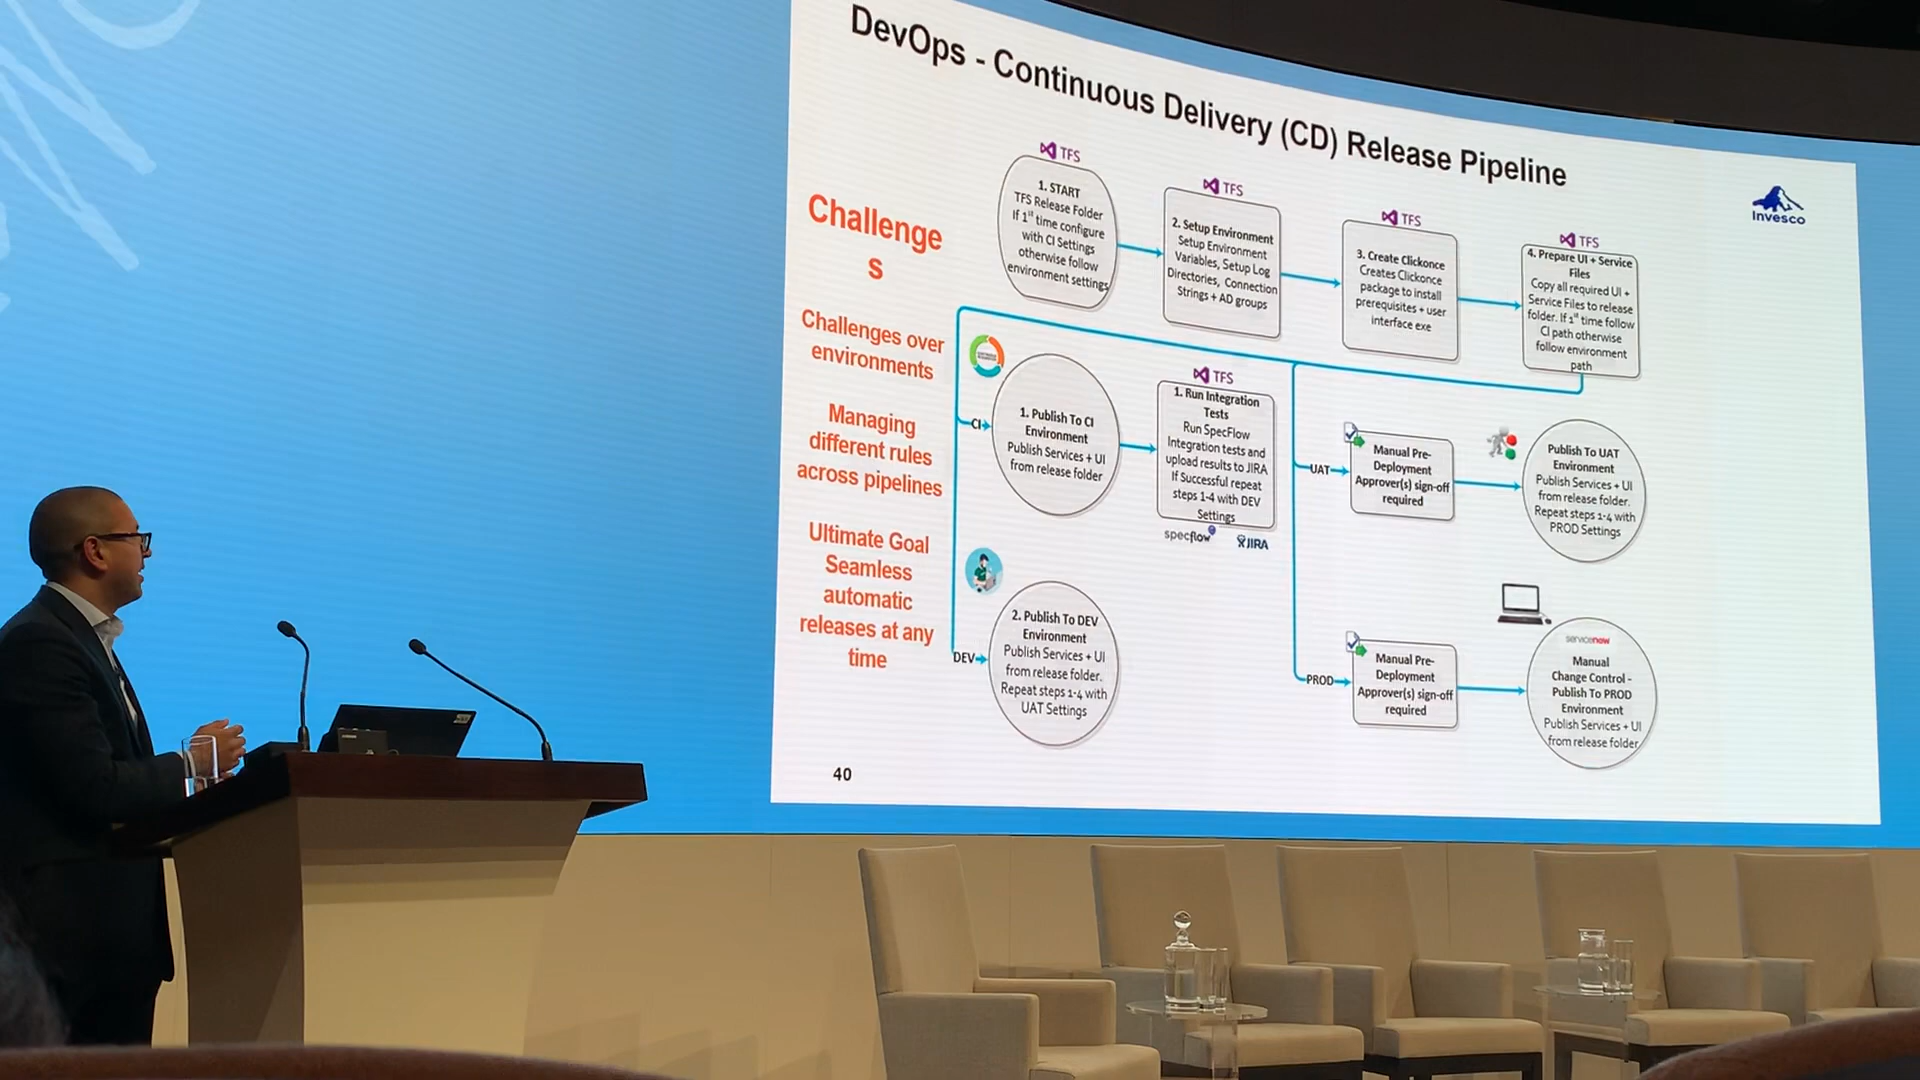 DevOps - Continuous Delivery (CD) Release Pipeline
Invesco
Challenge
s
Challenges over
environments
Managing
different rules
across pipelines
Ultimate Goal
Seamless
automatic
releases at any
time
40
TFS
1. START
TFS Release Folder
If 1st time configure
with CI Settings
otherwise follow
environment settings
TFS
2. Setup Environment
Setup Environment
Variables, Setup Log
Directories, Connection
Strings + AD groups
TFS
3. Create Clickonce
Creates Clickonce
package to install
prerequisites + user
interface exe
TFS
4. Prepare UI + Service
Files
Copy all required UI +
Service Files to release
folder. If 1st time follow
CI path otherwise
follow environment
path
CI
1. Publish To CI
Environment
Publish Services + UI
from release folder
TFS
1. Run Integration
Tests
Run SpecFlow
Integration tests and
upload results to JIRA
If Successful repeat
steps 1-4 with DEV
Settings
specflow
JIRA
UAT
Manual Pre-
Deployment
Approver(s) sign-off
required
Publish To UAT
Environment
Publish Services + UI
from release folder.
Repeat steps 1-4 with
PROD Settings
DEV
2. Publish To DEV
Environment
Publish Services + UI
from release folder.
Repeat steps 1-4 with
UAT Settings
PROD
Manual Pre-
Deployment
Approver(s) sign-off
required
servicenow
Manual
Change Control -
Publish To PROD
Environment
Publish Services + UI
from release folder